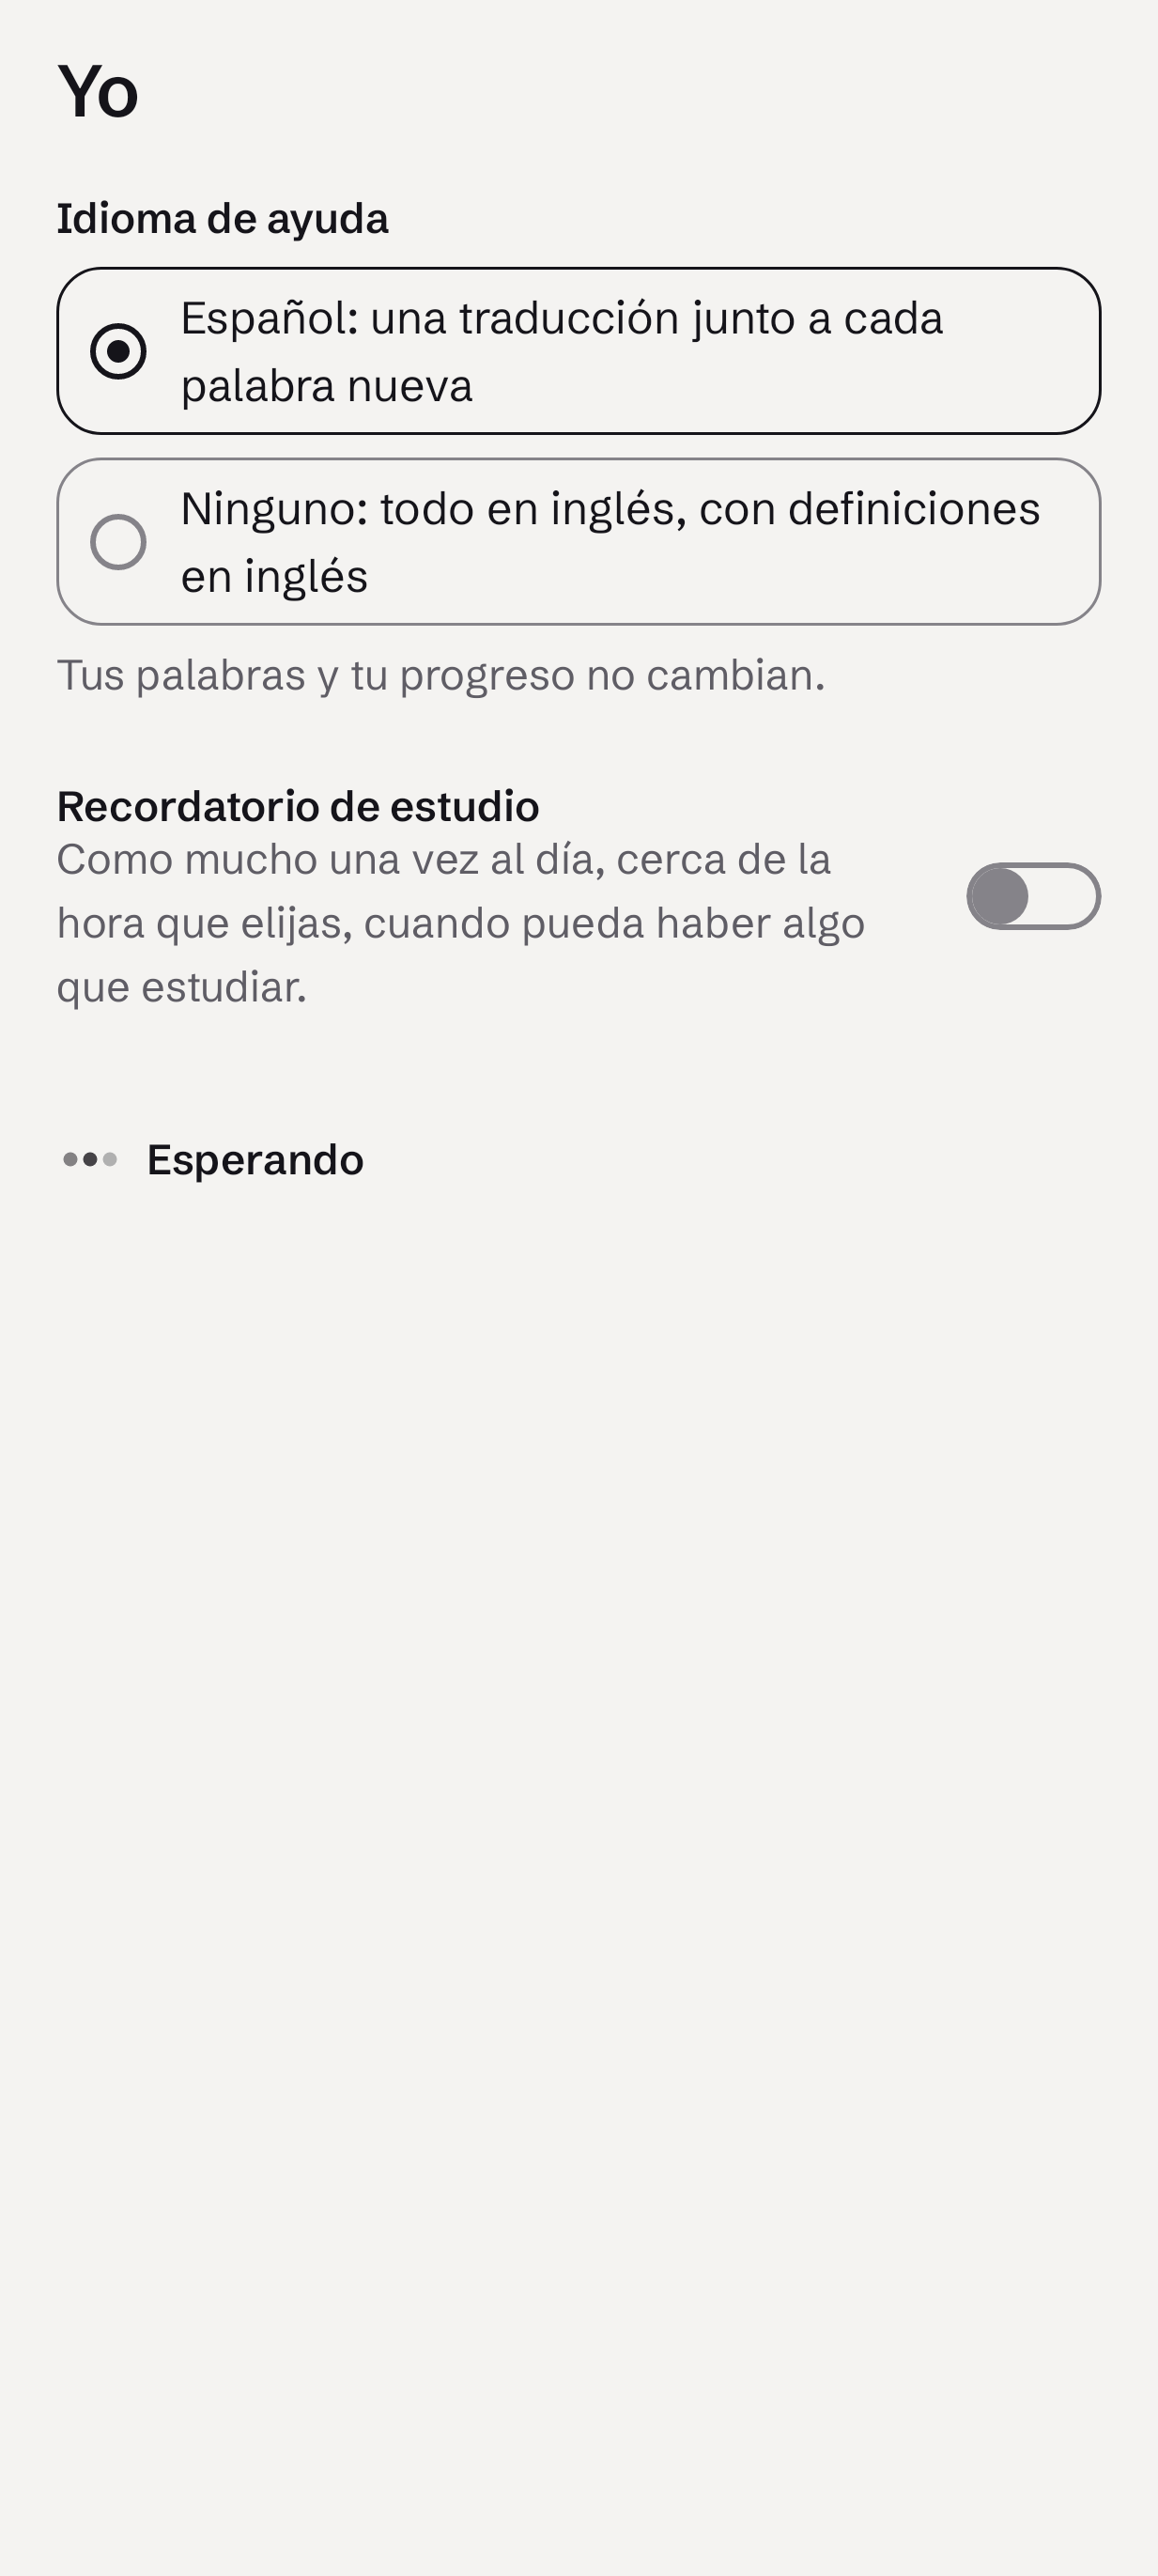 Yo
Idioma de ayuda
Español: una traducción junto a cada
palabra nueva
Ninguno: todo en inglés, con definiciones
en inglés
Tus palabras y tu progreso no cambian.
Recordatorio de estudio
Como mucho una vez al día, cerca de la
hora que elijas, cuando pueda haber algo
que estudiar.
Esperando